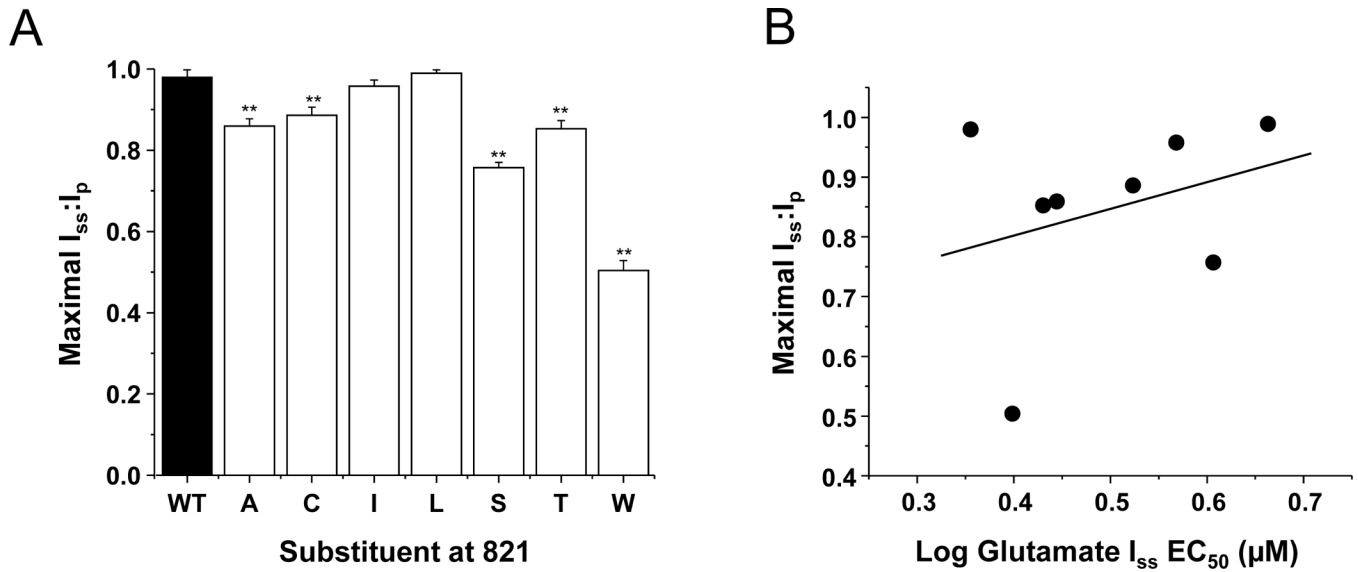 A
Maximal Iss:Ip
1.0
0.8
0.6
0.4
0.2
0.0
**
**
**
**
**
WT A C I L S T W
Substituent at 821
B
Maximal Iss:Ip
1.0
0.9
0.8
0.7
0.6
0.5
0.4
0.3 0.4 0.5 0.6 0.7
Log Glutamate Iss EC50 (µM)